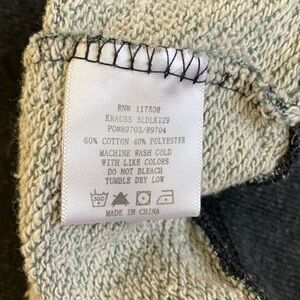 RN# 117508
KRAUSS 3LDLK129
PO#89703/89704
60% COTTON 40% POLYESTER
MACHINE WASH COLD
WITH LIKE COLORS
DO NOT BLEACH
TUMBLE DRY LOW
30C
MADE IN CHINA